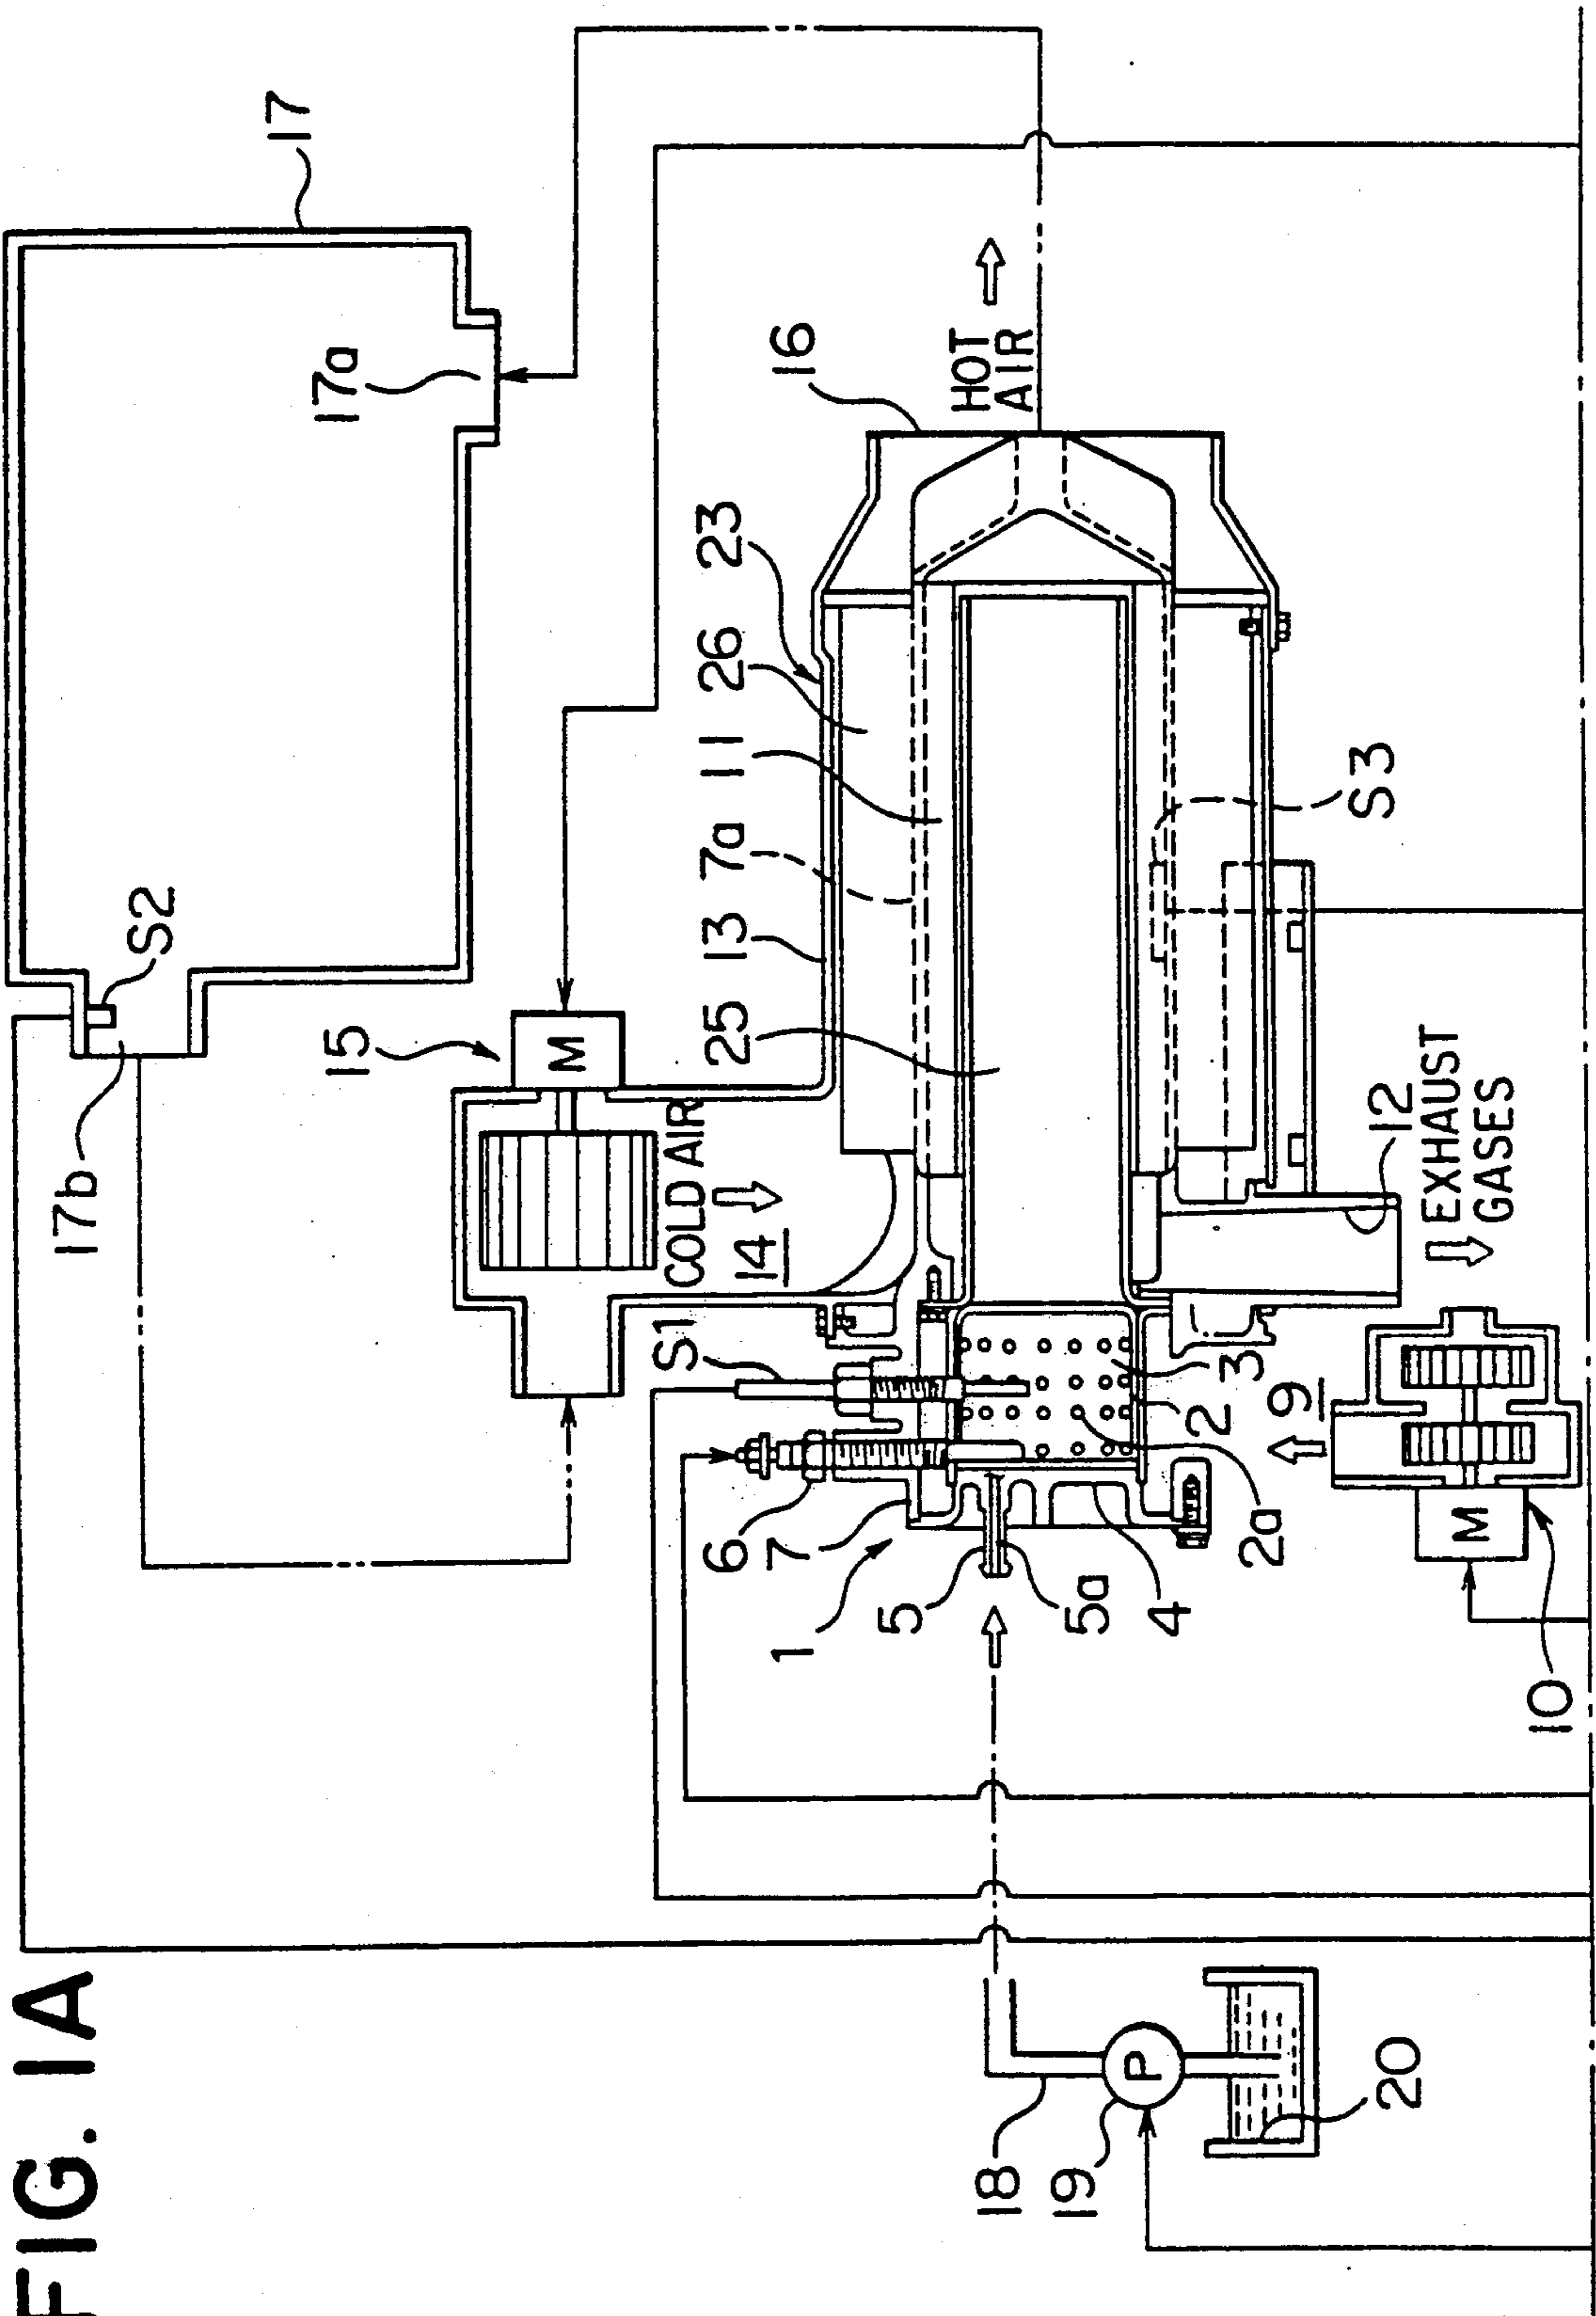 FIG. 1A
17
17a
S2
17b
15
M
COLD AIR
14
16
HOT
AIR
23
26
11
7a
13
25
S3
S1
6
7
1
5
5a
4
2a
2
3
9
12
EXHAUST
GASES
M
10
18
19
P
20